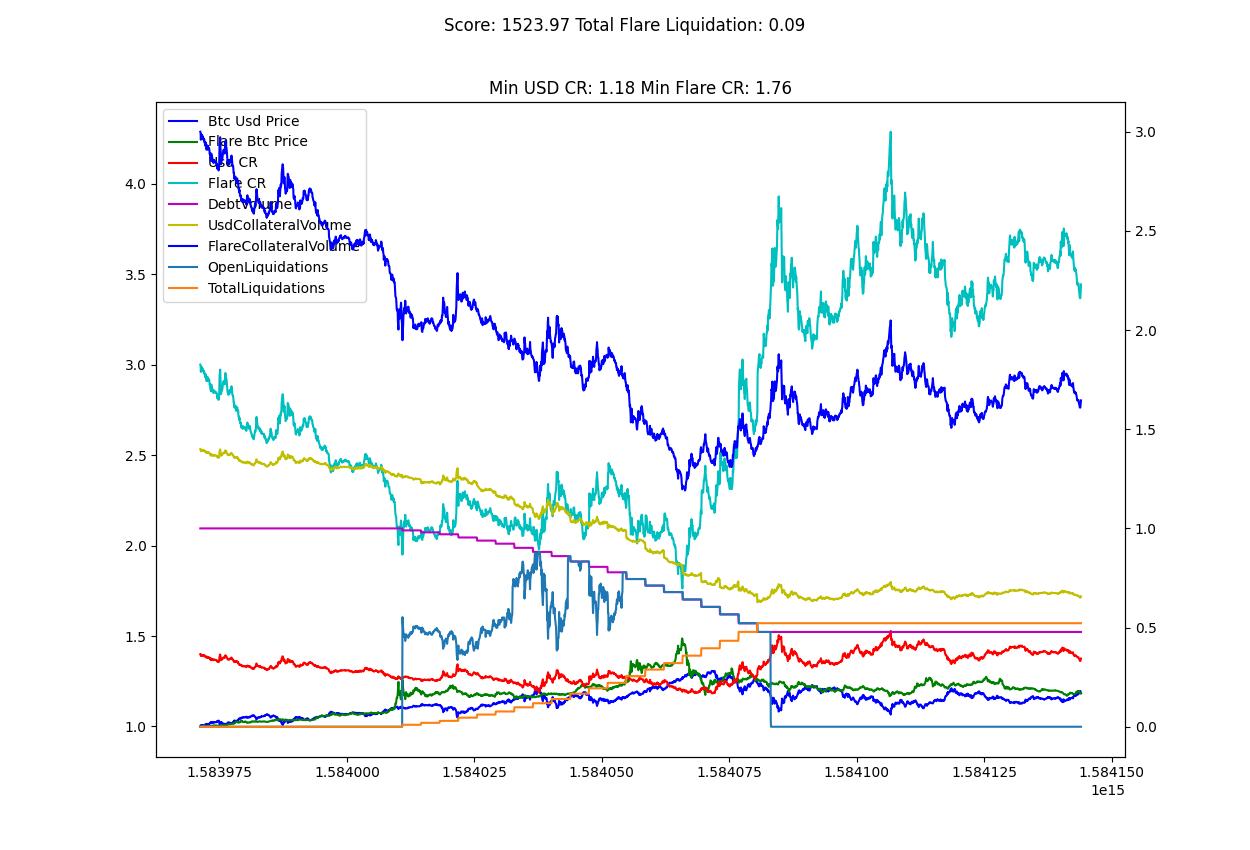 Score: 1523.97 Total Flare Liquidation: 0.09
Min USD CR: 1.18 Min Flare CR: 1.76
Btc Usd Price
Flare Btc Price
Usd CR
Flare CR
DebtVolume
UsdCollateralVolume
FlareCollateralVolume
OpenLiquidations
TotalLiquidations
4.0
3.5
3.0
2.5
2.0
1.5
1.0
3.0
2.5
2.0
1.5
1.0
0.5
0.0
1.583975 1.584000 1.584025 1.584050 1.584075 1.584100 1.584125 1.584150
1e15